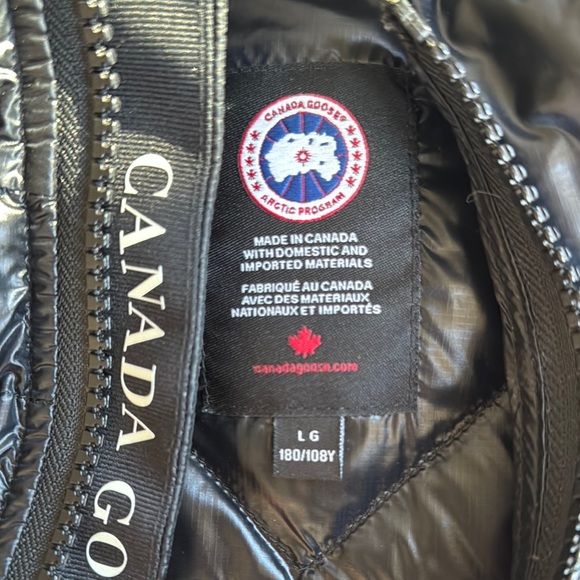 CANADA GO
CANADA GOOSE®
ARCTIC PROGRAM
MADE IN CANADA
WITH DOMESTIC AND
IMPORTED MATERIALS
FABRIQUÉ AU CANADA
AVEC DES MATERIAUX
NATIONAUX ET IMPORTÉS
canadagoose.com
LG
180/108Y